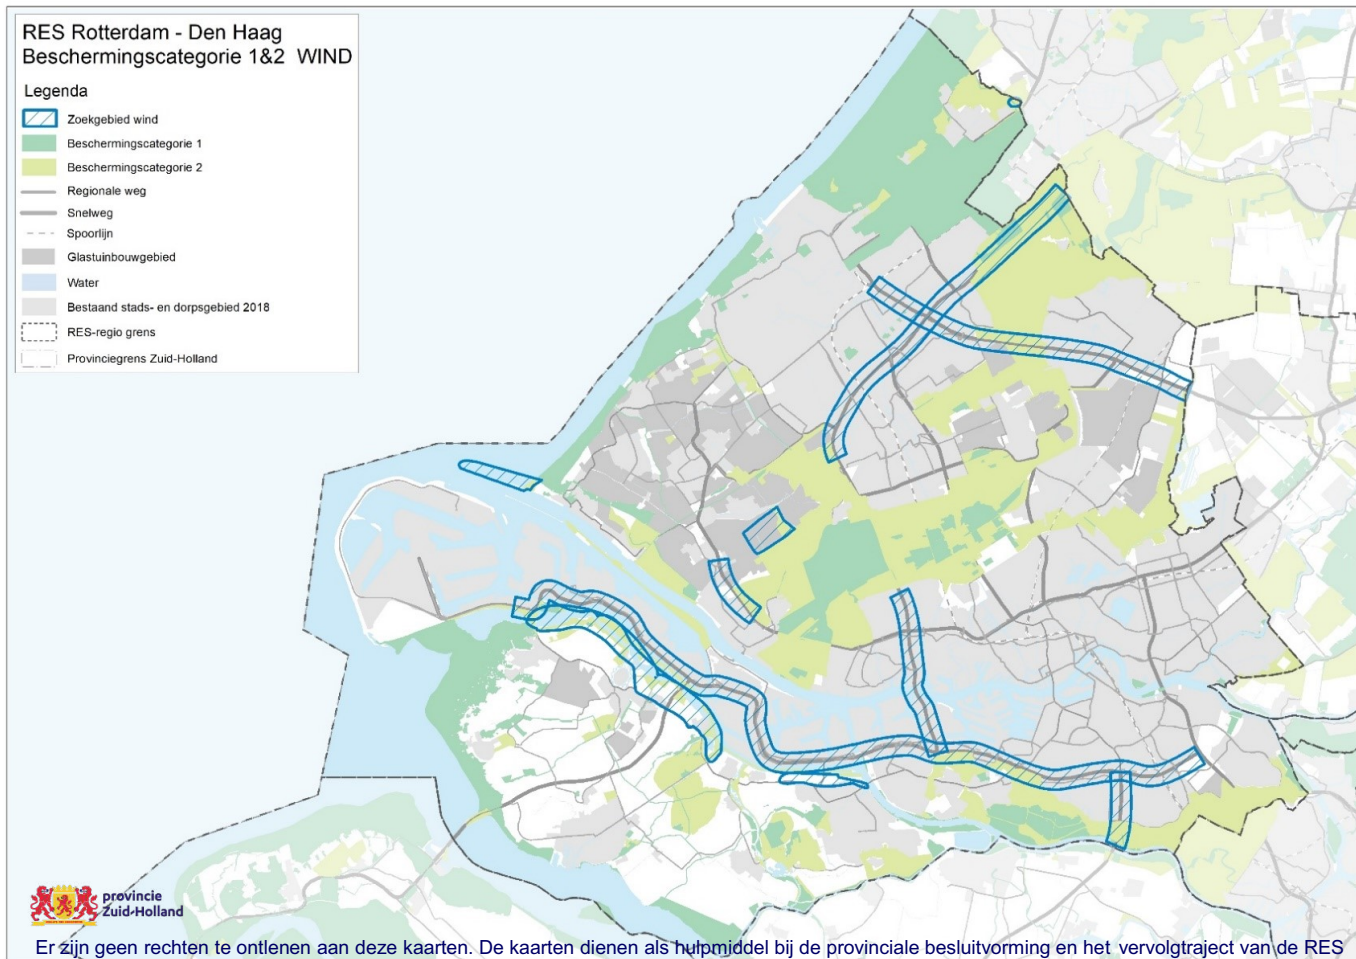 RES Rotterdam - Den Haag
Beschermingscategorie 1&2 WIND
Legenda
Zoekgebied wind
Beschermingscategorie 1
Beschermingscategorie 2
Regionale weg
Snelweg
Spoorlijn
Glastuinbouwgebied
Water
Bestaand stads- en dorpsgebied 2018
RES-regio grens
Provinciegrens Zuid-Holland
provincie
Zuid-Holland
Er zijn geen rechten te ontlenen aan deze kaarten. De kaarten dienen als hulpmiddel bij de provinciale besluitvorming en het vervolgtraject van de RES